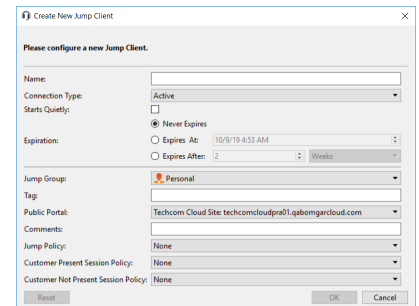 Create New Jump Client
Please configure a new Jump Client.
Name:
Connection Type: Active
Starts Quietly:
Never Expires
Expiration: Expires At: 10/9/19 4:53 AM
Expires After: 2 Weeks
Jump Group: Personal
Tag:
Public Portal: Techcom Cloud Site: techcomcloudpra01.qabomgarcloud.com
Comments:
Jump Policy: None
Customer Present Session Policy: None
Customer Not Present Session Policy: None
Reset OK Cancel